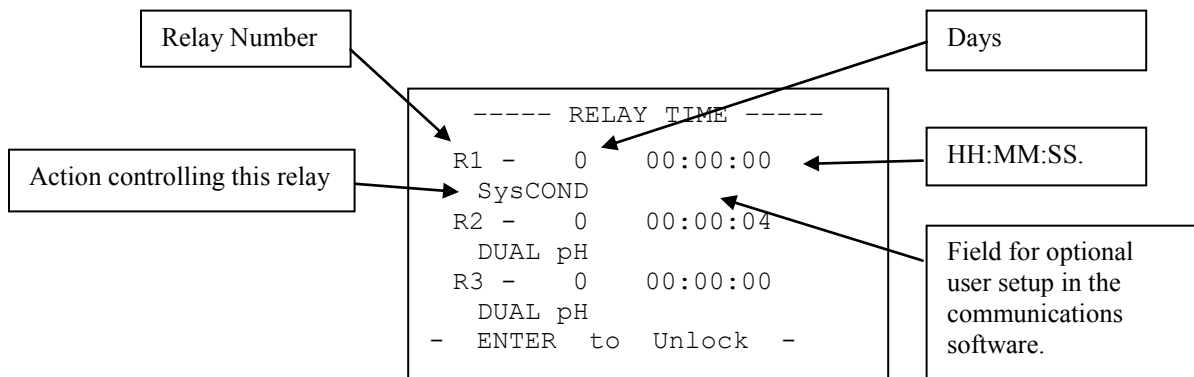 Relay Number
Days
----- RELAY TIME -----
R1 - 0 00:00:00
HH:MM:SS.
Action controlling this relay
SysCOND
R2 - 0 00:00:04
DUAL pH
R3 - 0 00:00:00
DUAL pH
- ENTER to Unlock -
Field for optional
user setup in the
communications
software.